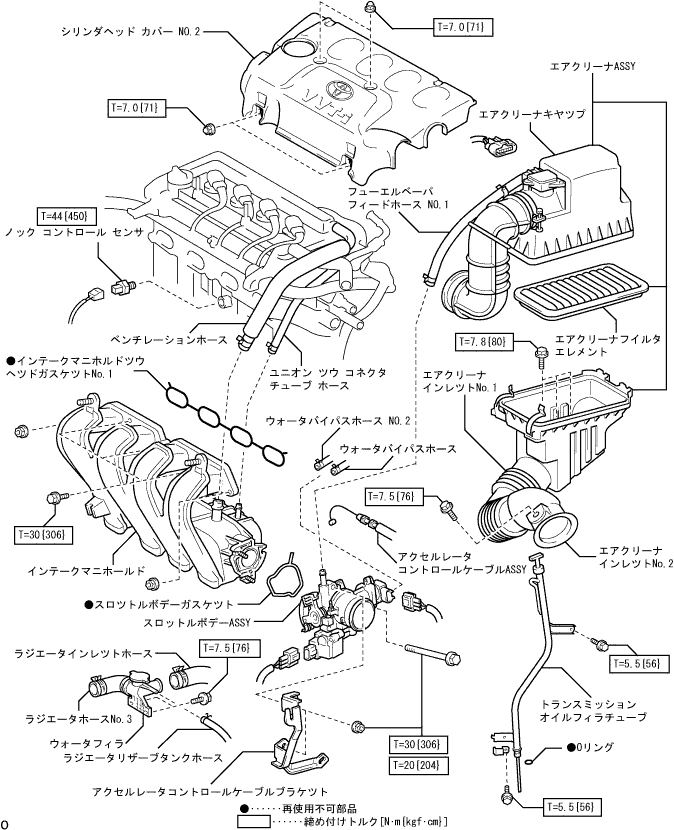 シリンダヘッド カバー NO.2
T=7.0{71}
エアクリーナASSY
T=7.0{71}
エアクリーナキヤツプ
VVT-i
フューエルベーパ
フィードホース NO.1
T=44{450}
ノック コントロール センサ
ベンチレーションホース
エアクリーナフイルタ
エレメント
T=7.8{80}
●インテークマニホルドツウ
ヘツドガスケツトNo.1
ユニオン ツウ コネクタ
チューブ ホース
エアクリーナ
インレツトNo.1
ウォータバイパスホース NO.2
ウォータバイパスホース
T=7.5{76}
T=30{306}
アクセルレータ
コントロールケーブルASSY
エアクリーナ
インレツトNo.2
インテークマニホールド
●スロツトルボデーガスケツト
スロットルボデーASSY
T=7.5{76}
ラジエータインレツトホース
T=5.5{56}
トランスミッション
オイルフィラチューブ
ラジエータホースNo.3
ウォータフィラ
ラジエータリザーブタンクホース
T=30{306}
T=20{204}
●Oリング
アクセルレータコントロールケーブルブラケツト
T=5.5{56}
●‥‥‥再使用不可部品
‥‥‥締め付けトルク[N·m{kgf·cm}]
O